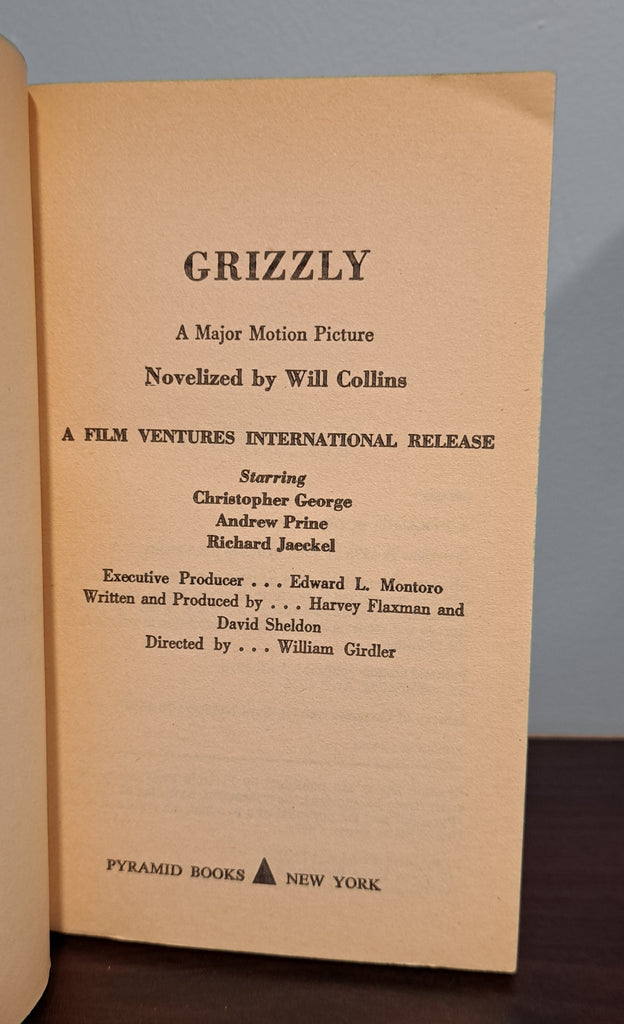 GRIZZLY
A Major Motion Picture
Novelized by Will Collins
A FILM VENTURES INTERNATIONAL RELEASE
Starring
Christopher George
Andrew Prine
Richard Jaeckel
Executive Producer . . . Edward L. Montoro
Written and Produced by . . . Harvey Flaxman and
David Sheldon
Directed by . . . William Girdler
PYRAMID BOOKS NEW YORK